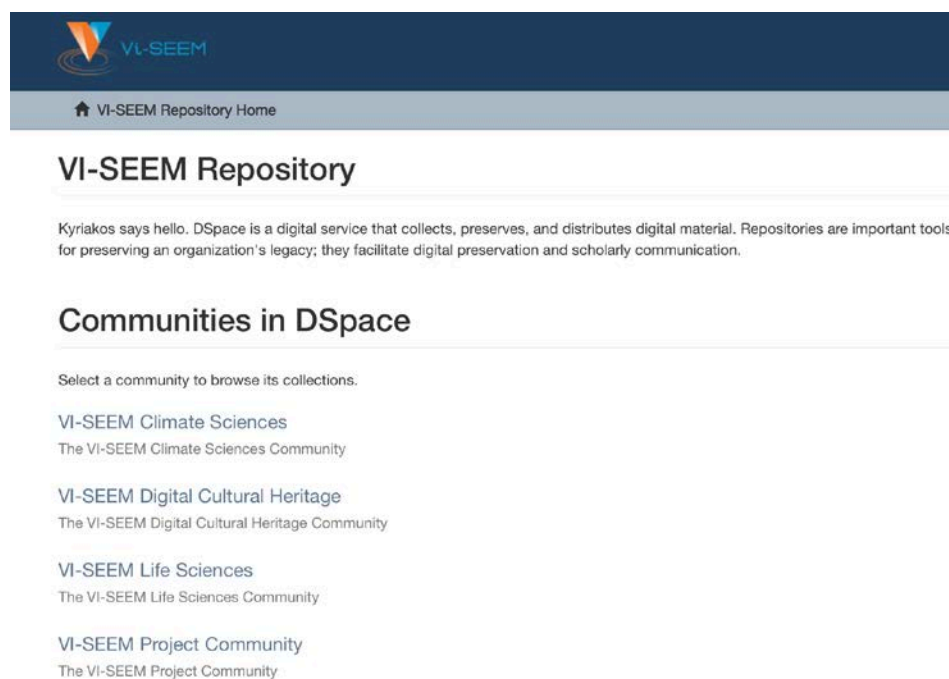 Vi-SEEM
VI-SEEM Repository Home
VI-SEEM Repository
Kyriakos says hello. DSpace is a digital service that collects, preserves, and distributes digital material. Repositories are important tools
for preserving an organization's legacy; they facilitate digital preservation and scholarly communication.
Communities in DSpace
Select a community to browse its collections.
VI-SEEM Climate Sciences
The VI-SEEM Climate Sciences Community
VI-SEEM Digital Cultural Heritage
The VI-SEEM Digital Cultural Heritage Community
VI-SEEM Life Sciences
The VI-SEEM Life Sciences Community
VI-SEEM Project Community
The VI-SEEM Project Community